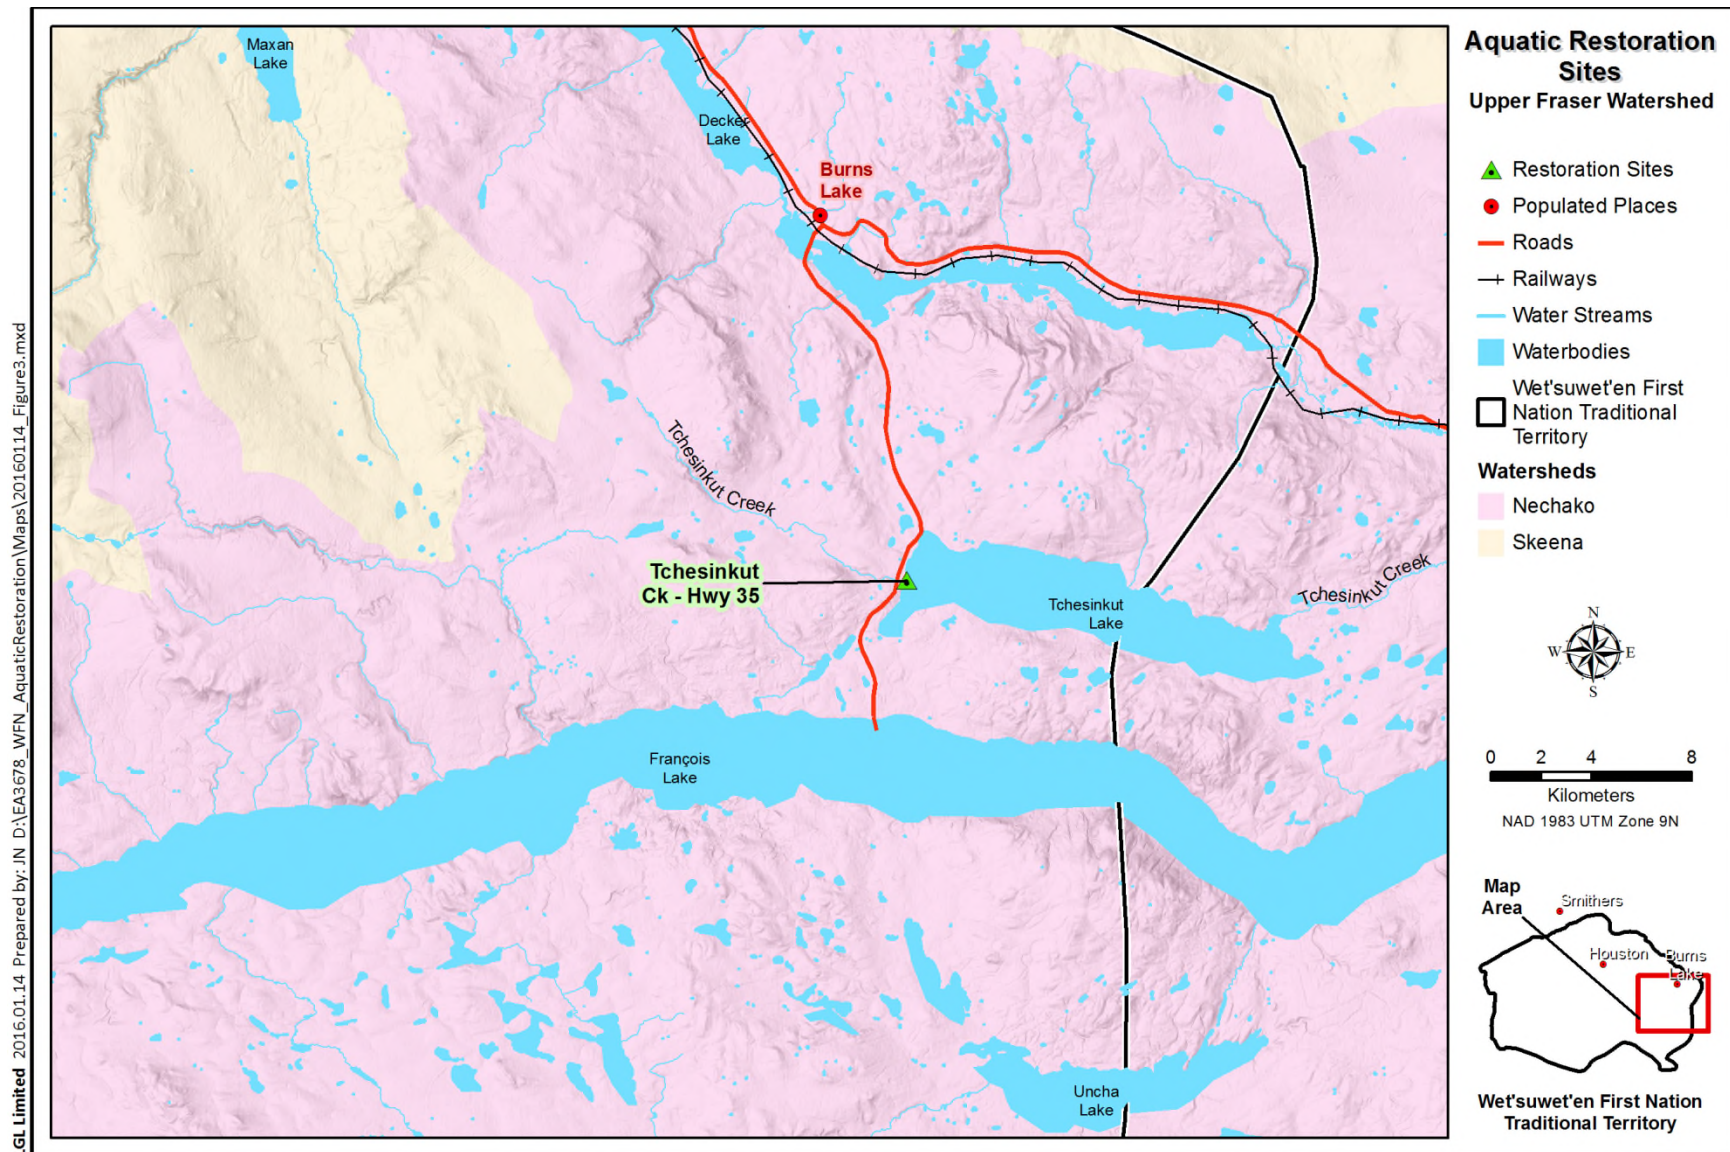 Maxan
Lake
Decker
Lake
Burns
Lake
Tchesinkut Creek
Tchesinkut
Ck - Hwy 35
Tchesinkut
Lake
Tchesinkut Creek
François
Lake
Uncha
Lake
Aquatic Restoration
Sites
Upper Fraser Watershed
Restoration Sites
Populated Places
Roads
Railways
Water Streams
Waterbodies
Wet'suwet'en First
Nation Traditional
Territory
Watersheds
Nechako
Skeena
N
W E
S
0 2 4 8
Kilometers
NAD 1983 UTM Zone 9N
Map
Area
Smithers
Houston
Burns
Lake
Wet'suwet'en First Nation
Traditional Territory
.GL Limited 2016.01.14 Prepared by: JN D:\EA3678_WFN_AquaticRestoration\Maps\20160114_Figure3.mxd